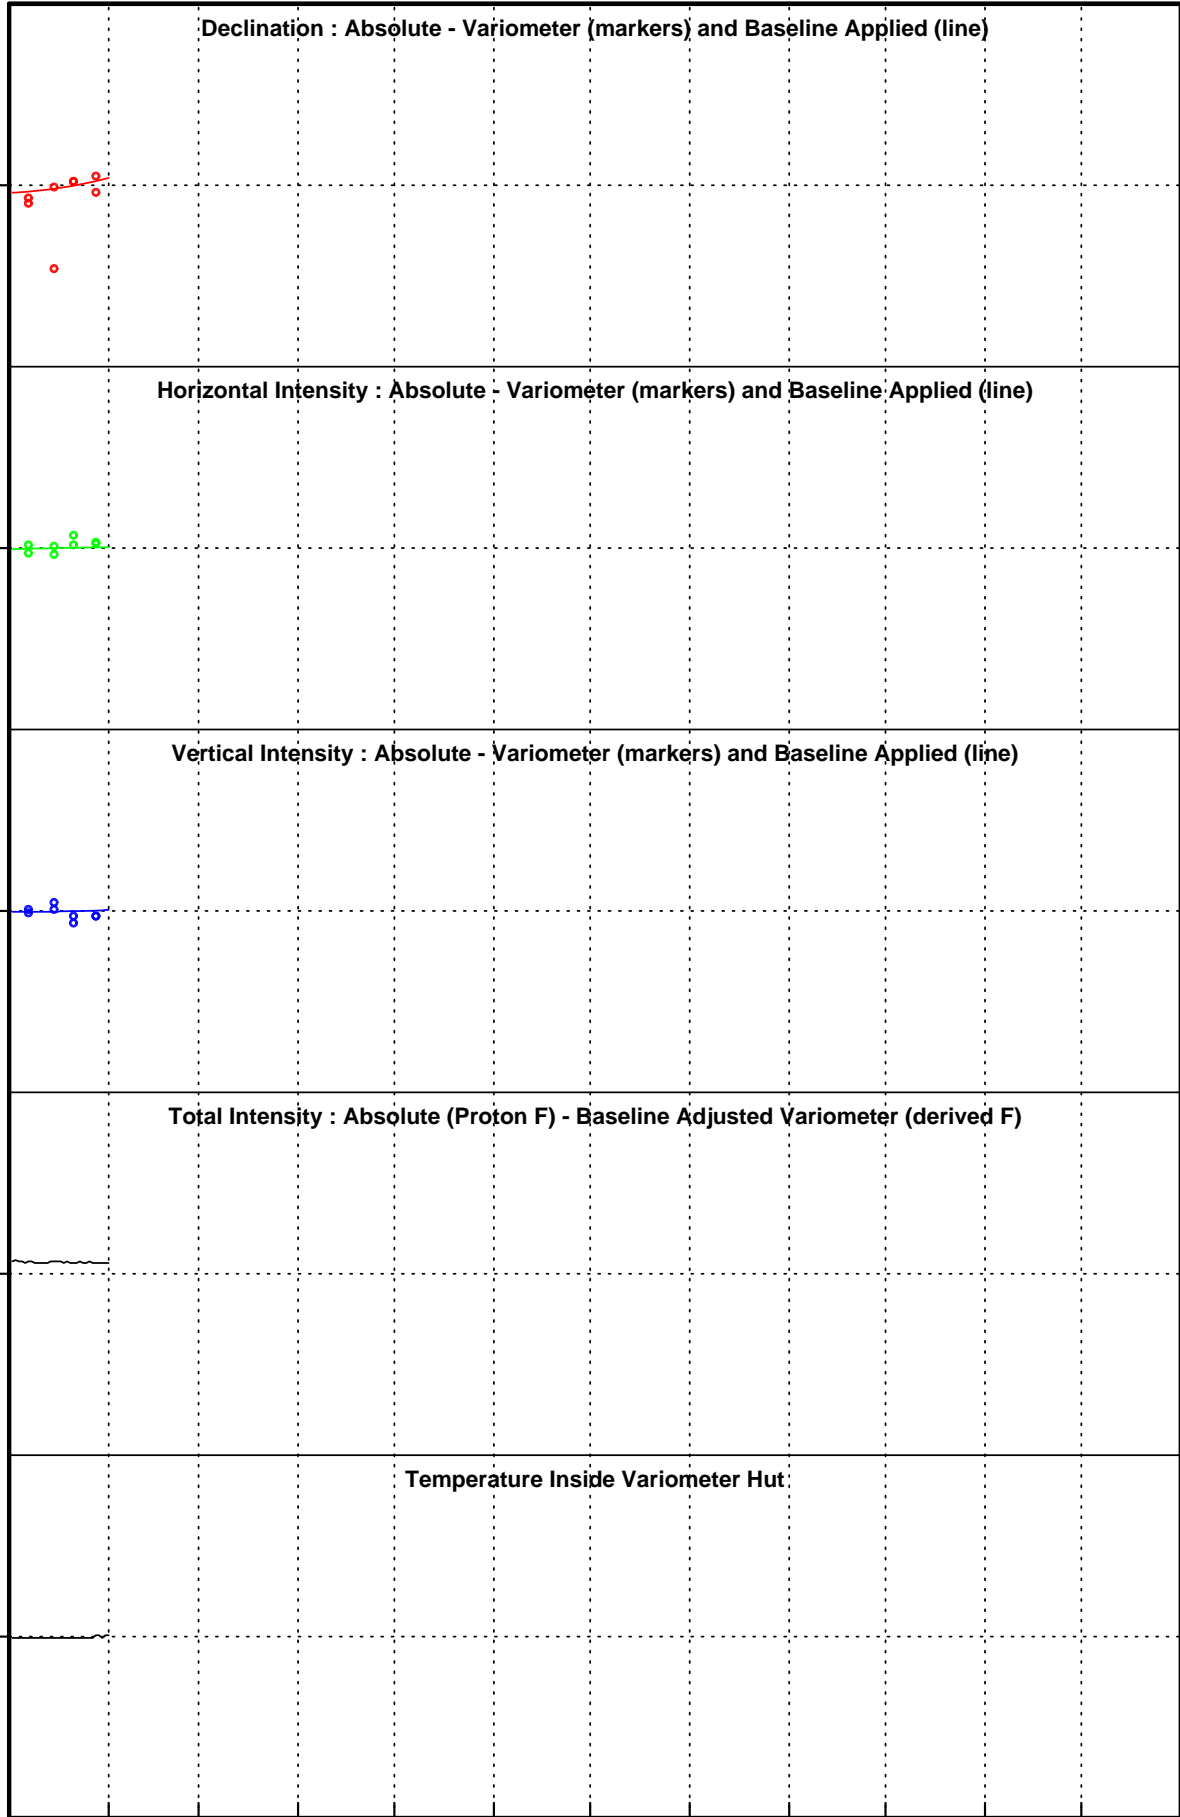 Declination : Absolute - Variometer (markers) and Baseline Applied (line)
Horizontal Intensity : Absolute - Variometer (markers) and Baseline Applied (line)
Vertical Intensity : Absolute - Variometer (markers) and Baseline Applied (line)
Total Intensity : Absolute (Proton F) - Baseline Adjusted Variometer (derived F)
Temperature Inside Variometer Hut